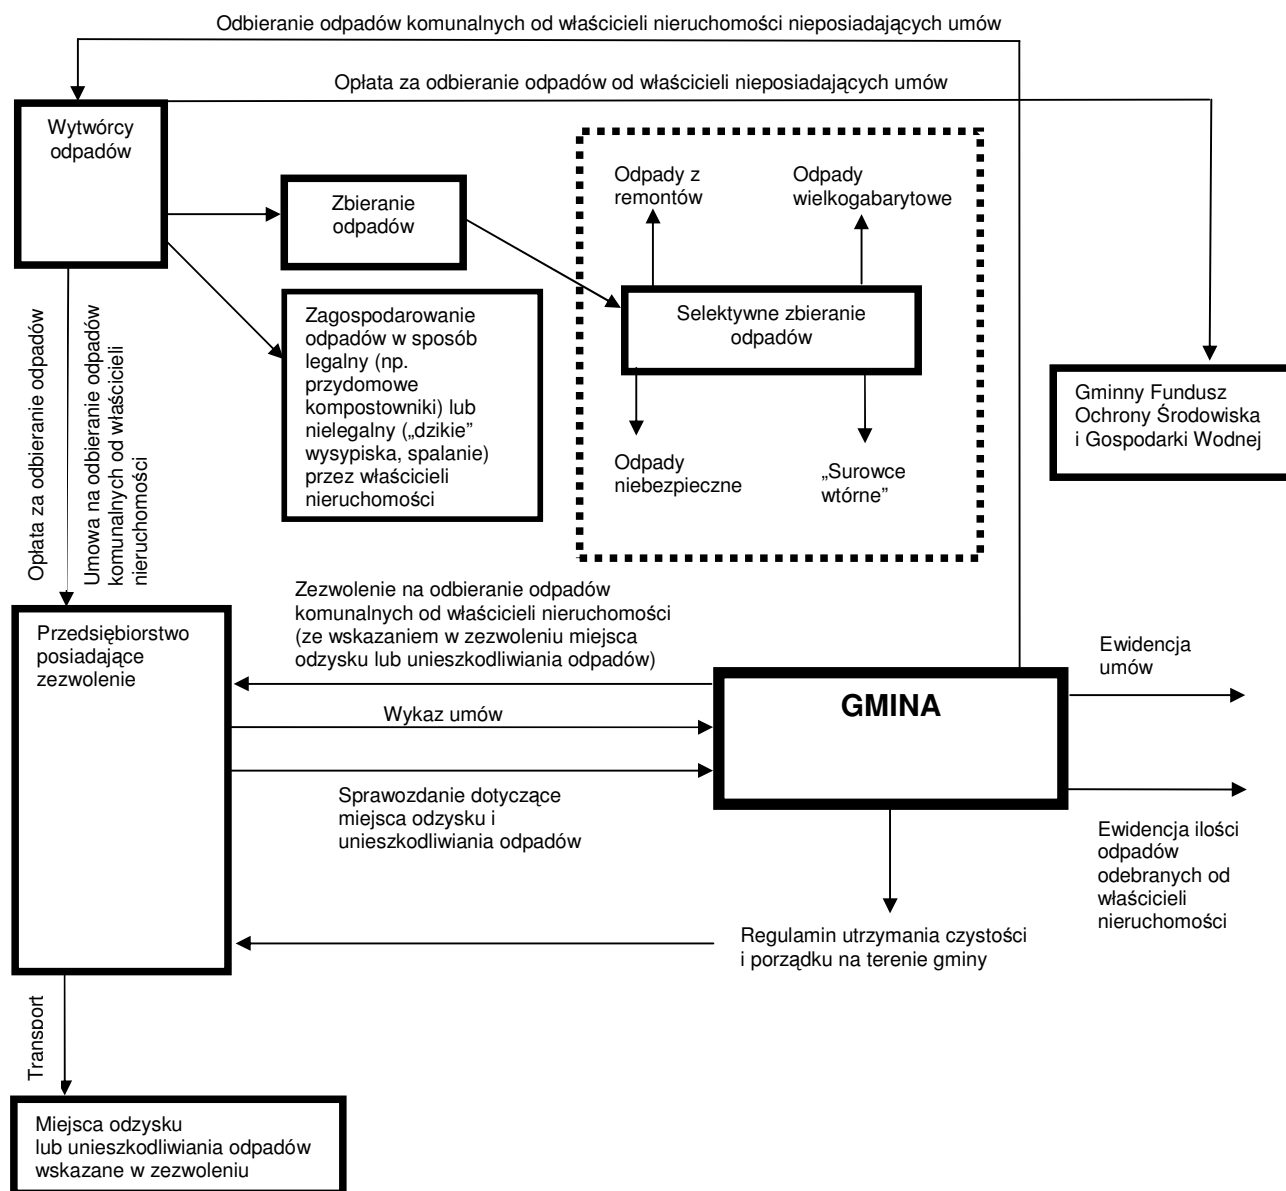 Odbieranie odpadów komunalnych od właścicieli nieruchomości nieposiadających umów
Opłata za odbieranie odpadów od właścicieli nieposiadających umów
Wytwórcy
odpadów
Zbieranie
odpadów
Odpady z
remontów
Odpady
wielkogabarytowe
Selektywne zbieranie
odpadów
Odpady
niebezpieczne
„Surowce
wtórne”
Zagospodarowanie
odpadów w sposób
legalny (np.
przydomowe
kompostowniki) lub
nielegalny („dzikie”
wysypiska, spalanie)
przez właścicieli
nieruchomości
Gminny Fundusz
Ochrony Środowiska
i Gospodarki Wodnej
Opłata za odbieranie odpadów
Umowa na odbieranie odpadów
komunalnych od właścicieli
nieruchomości
Przedsiębiorstwo
posiadające
zezwolenie
Zezwolenie na odbieranie odpadów
komunalnych od właścicieli nieruchomości
(ze wskazaniem w zezwoleniu miejsca
odzysku lub unieszkodliwiania odpadów)
Wykaz umów
Sprawozdanie dotyczące
miejsca odzysku i
unieszkodliwiania odpadów
GMINA
Ewidencja
umów
Ewidencja ilości
odpadów
odebranych od
właścicieli
nieruchomości
Regulamin utrzymania czystości
i porządku na terenie gminy
Transport
Miejsca odzysku
lub unieszkodliwiania odpadów
wskazane w zezwoleniu